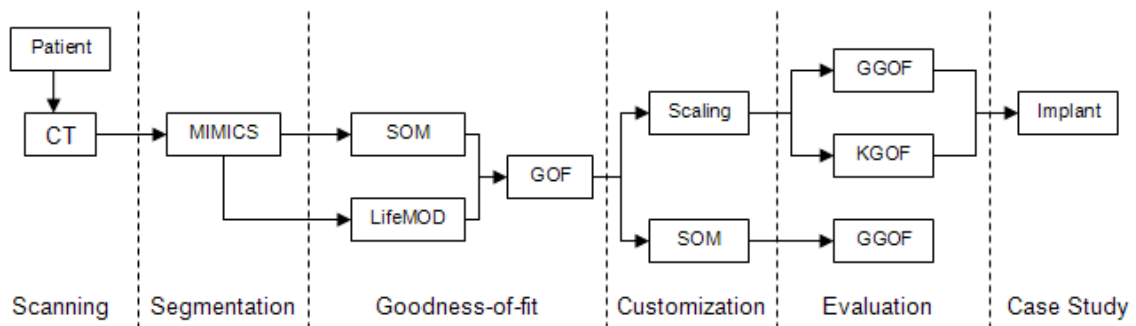 Patient
CT
MIMICS
SOM
LifeMOD
GOF
Scaling
SOM
GGOF
KGOF
GGOF
Implant
Scanning
Segmentation
Goodness-of-fit
Customization
Evaluation
Case Study